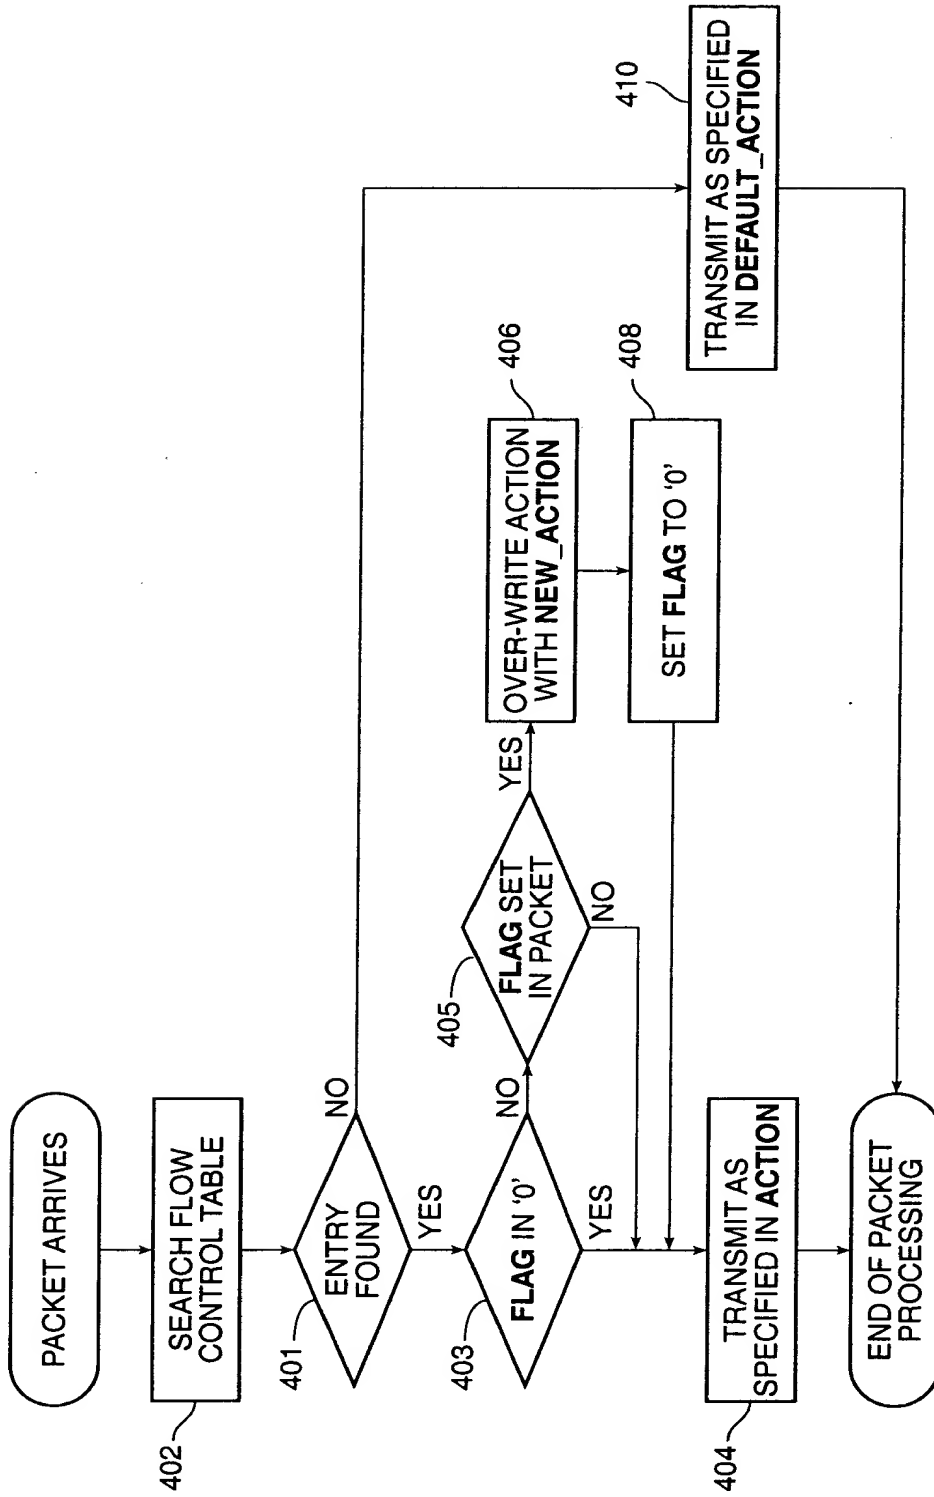 PACKET ARRIVES
SEARCH FLOW
CONTROL TABLE
402
ENTRY
FOUND
401
NO
YES
FLAG IN ‘0’
403
NO
YES
FLAG SET
IN PACKET
405
YES
NO
OVER-WRITE ACTION
WITH NEW_ACTION
406
SET FLAG TO ‘0’
408
TRANSMIT AS SPECIFIED
IN DEFAULT_ACTION
410
TRANSMIT AS
SPECIFIED IN ACTION
404
END OF PACKET
PROCESSING